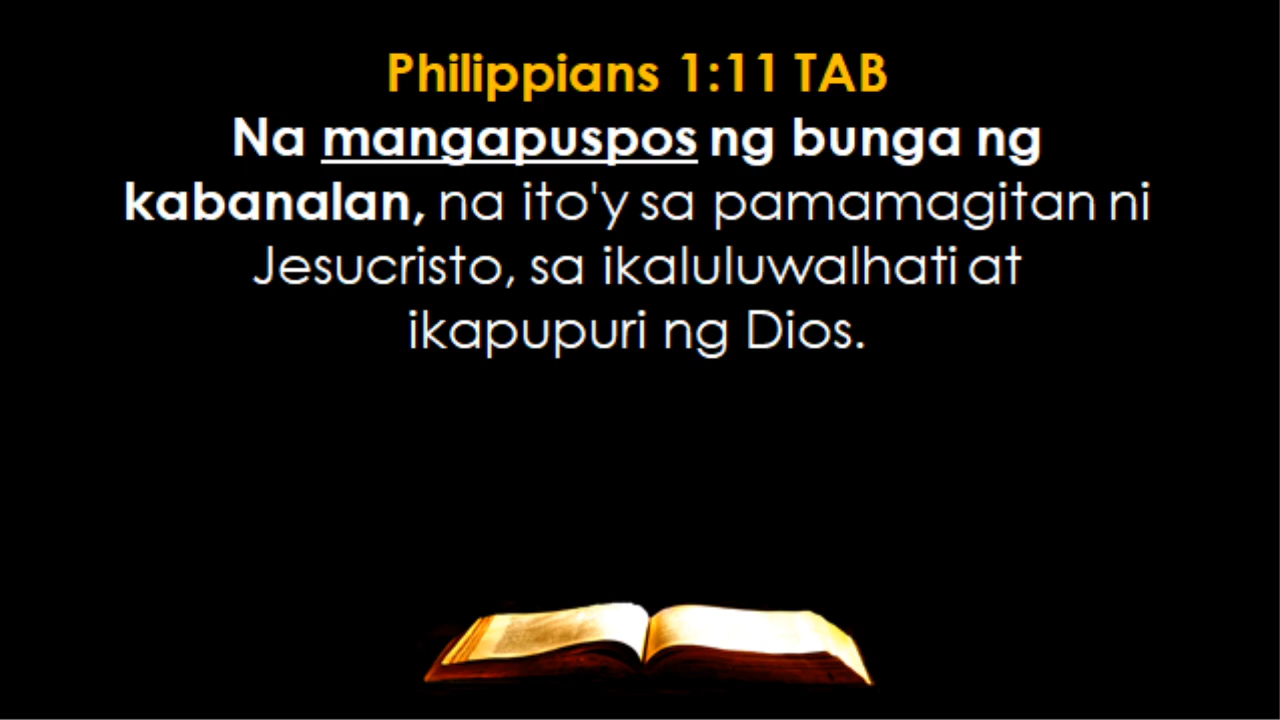 Philippians 1:11 TAB
Na mangapuspos ng bunga ng
kabanalan, na ito'y sa pamamagitan ni
Jesucristo, sa ikaluluwalhati at
ikapupuri ng Dios.